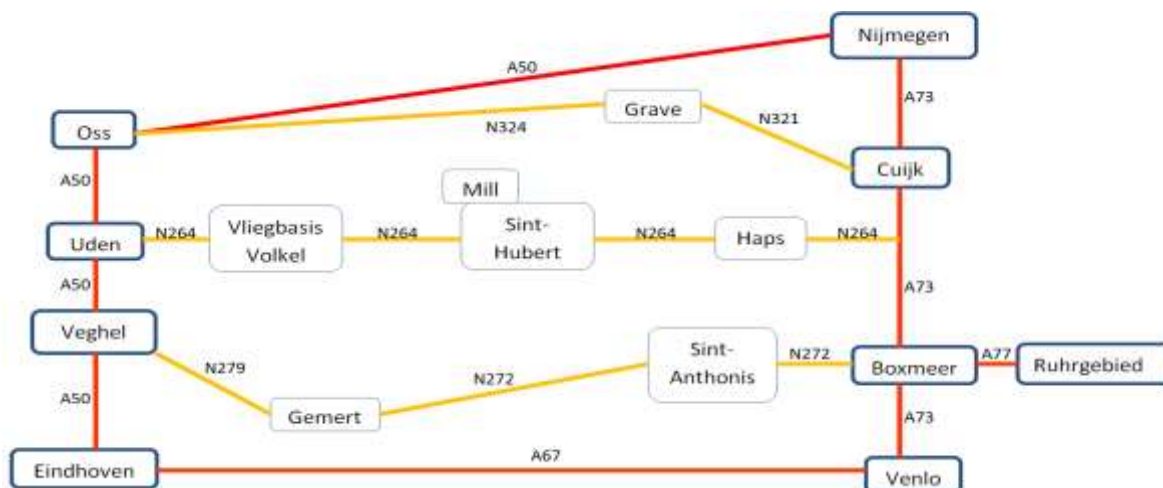 Nijmegen
A50
A73
Grave
Oss
N324
N321
Cuijk
A50
Mill
Vliegbasis
Volkel
Sint-
Hubert
N264
N264
N264
Haps
N264
Uden
A50
A73
Veghel
Sint-
Anthonis
N279
N272
N272
Boxmeer
A77
Ruhrgebied
A50
Gemert
A73
Eindhoven
A67
Venlo